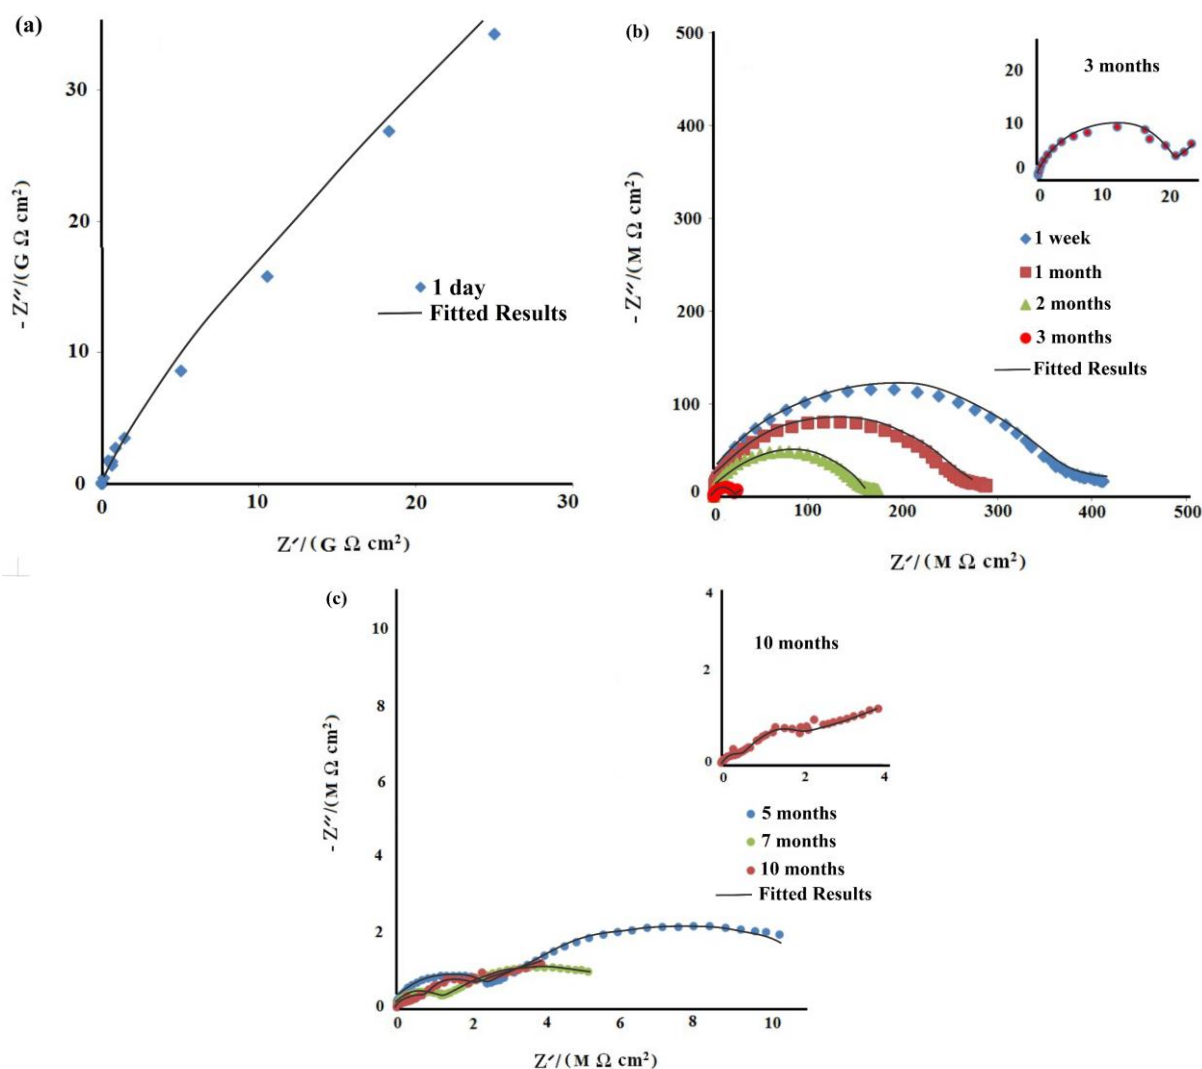 (a)
30
20
10
0
10
20
30
- Z″/(G Ω cm²)
Z′/(G Ω cm²)
1 day
Fitted Results
(b)
500
400
300
200
100
0
0
100
200
300
400
500
- Z″/(M Ω cm²)
Z′/(M Ω cm²)
3 months
20
10
0
0
10
20
1 week
1 month
2 months
3 months
Fitted Results
(c)
10
8
6
4
2
0
0
2
4
6
8
10
- Z″/(M Ω cm²)
Z′/(M Ω cm²)
10 months
4
2
0
0
2
4
5 months
7 months
10 months
Fitted Results